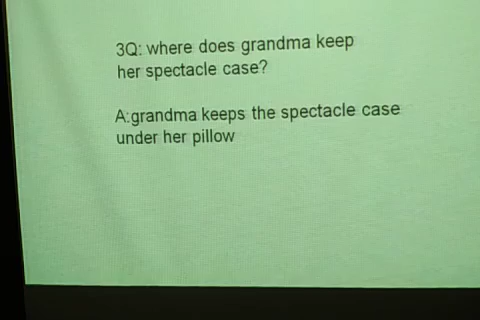 3Q: where does grandma keep
her spectacle case?
A:grandma keeps the spectacle case
under her pillow